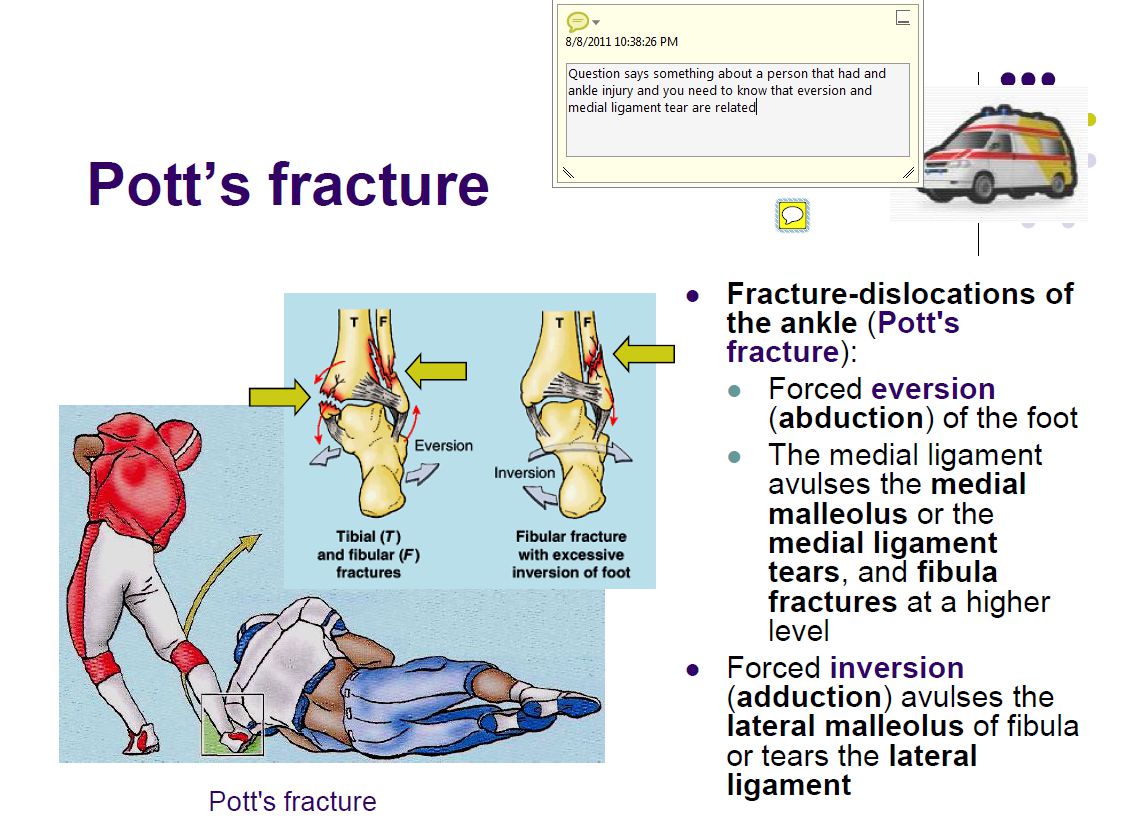 8/8/2011 10:38:26 PM
Question says something about a person that had and
ankle injury and you need to know that eversion and
medial ligament tear are related
Pott’s fracture
T F
T F
Eversion
Inversion
Tibial (T)
and fibular (F)
fractures
Fibular fracture
with excessive
inversion of foot
Pott's fracture
Fracture-dislocations of
the ankle (Pott's
fracture):
Forced eversion
(abduction) of the foot
The medial ligament
avulses the medial
malleolus or the
medial ligament
tears, and fibula
fractures at a higher
level
Forced inversion
(adduction) avulses the
lateral malleolus of fibula
or tears the lateral
ligament